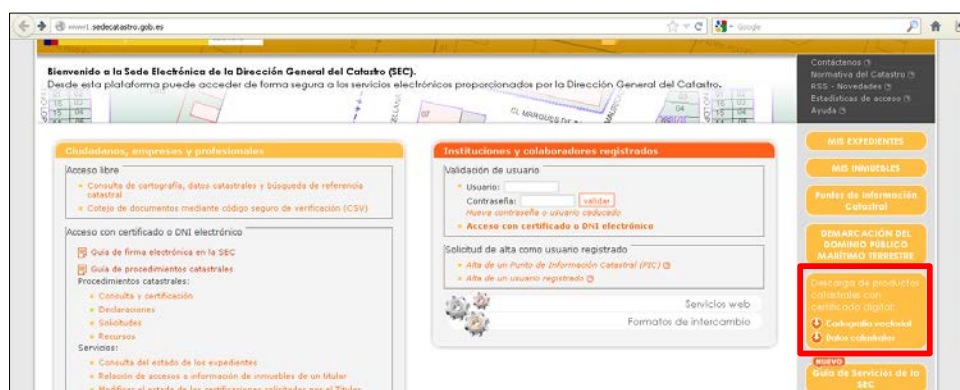 www1.sedecatastro.gob.es
Google
Bienvenido a la Sede Electrónica de la Dirección General del Catastro (SEC).
Desde esta plataforma puede acceder de forma segura a los servicios electrónicos proporcionados por la Dirección General del Catastro.
Contáctenos
Normativa del Catastro
RSS - Novedades
Estadísticas de acceso
Ayuda
Ciudadanos, empresas y profesionales
Acceso libre
Consulta de cartografía, datos catastrales y búsqueda de referencia
catastral
Cotejo de documentos mediante código seguro de verificación (CSV)
Acceso con certificado o DNI electrónico
Guía de firma electrónica en la SEC
Guía de procedimientos catastrales
Procedimientos catastrales:
Consulta y certificación
Declaraciones
Solicitudes
Recursos
Servicios:
Consulta del estado de los expedientes
Relación de accesos a información de inmuebles de un titular
Modificar el estado de las certificaciones solicitadas por el Titular
Instituciones y colaboradores registrados
Validación de usuario
Usuario:
Contraseña: validar
Nueva contraseña o usuario caducado
Acceso con certificado o DNI electrónico
Solicitud de alta como usuario registrado
Alta de un Punto de Información Catastral (PIC)
Alta de un usuario registrado
Servicios web
Formatos de intercambio
MIS EXPEDIENTES
MIS INMUEBLES
Puntos de Información
Catastral
DEMARCACIÓN DEL
DOMINIO PÚBLICO
MARÍTIMO TERRESTRE
Descarga de productos
catastrales con
certificado digital:
Cartografía vectorial
Datos catastrales
NUEVO
Guía de Servicios de la
SEC